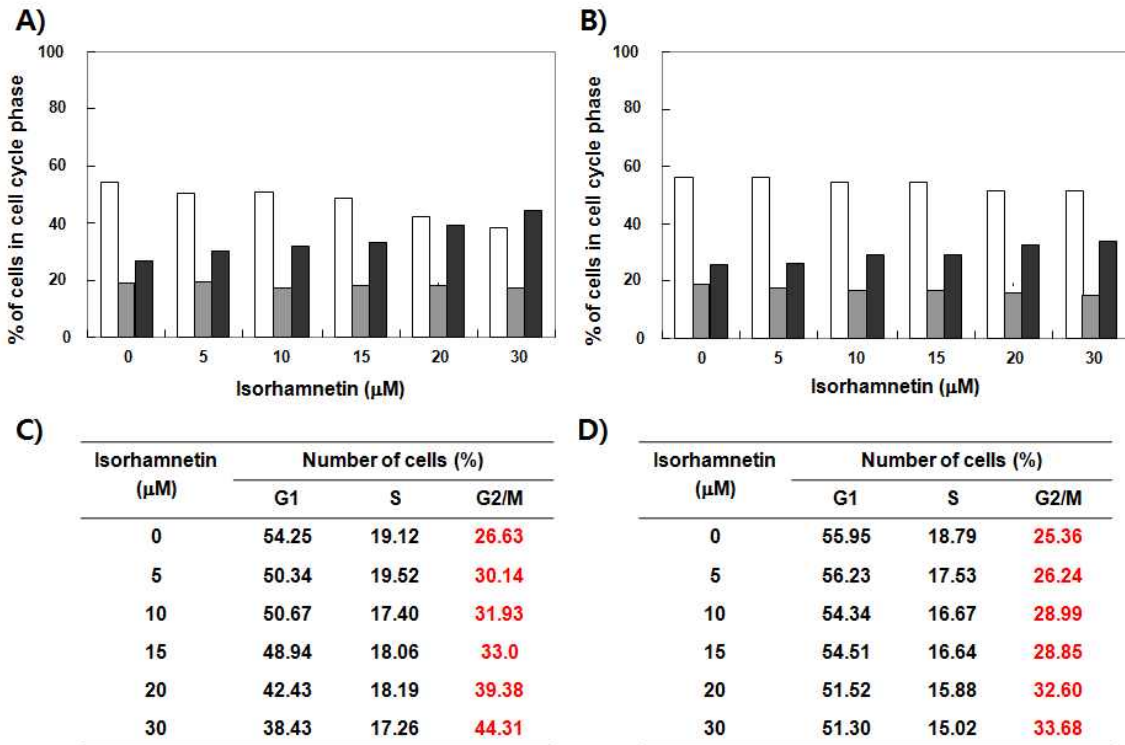 A)
100
80
60
40
20
0
% of cells in cell cycle phase
0 5 10 15 20 30
Isorhamnetin (μM)
B)
100
80
60
40
20
0
% of cells in cell cycle phase
0 5 10 15 20 30
Isorhamnetin (μM)
C)
Isorhamnetin Number of cells (%)
(μM)
G1 S G2/M
0 54.25 19.12 26.63
5 50.34 19.52 30.14
10 50.67 17.40 31.93
15 48.94 18.06 33.0
20 42.43 18.19 39.38
30 38.43 17.26 44.31
D)
Isorhamnetin Number of cells (%)
(μM)
G1 S G2/M
0 55.95 18.79 25.36
5 56.23 17.53 26.24
10 54.34 16.67 28.99
15 54.51 16.64 28.85
20 51.52 15.88 32.60
30 51.30 15.02 33.68